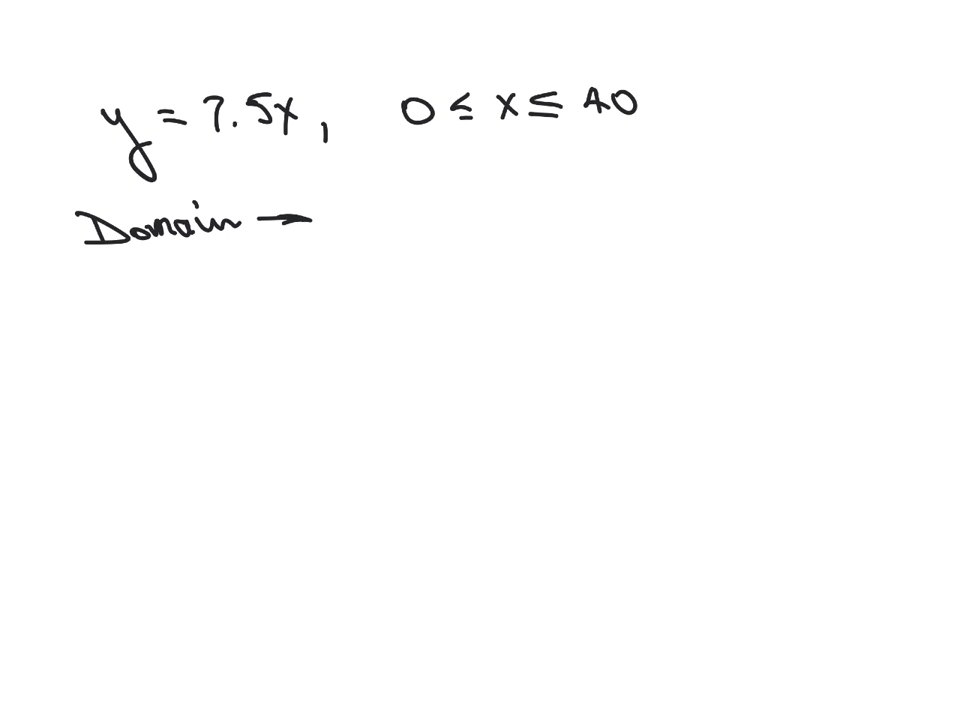 y = 7.5x, 0 ≤ x ≤ 40
Domain →